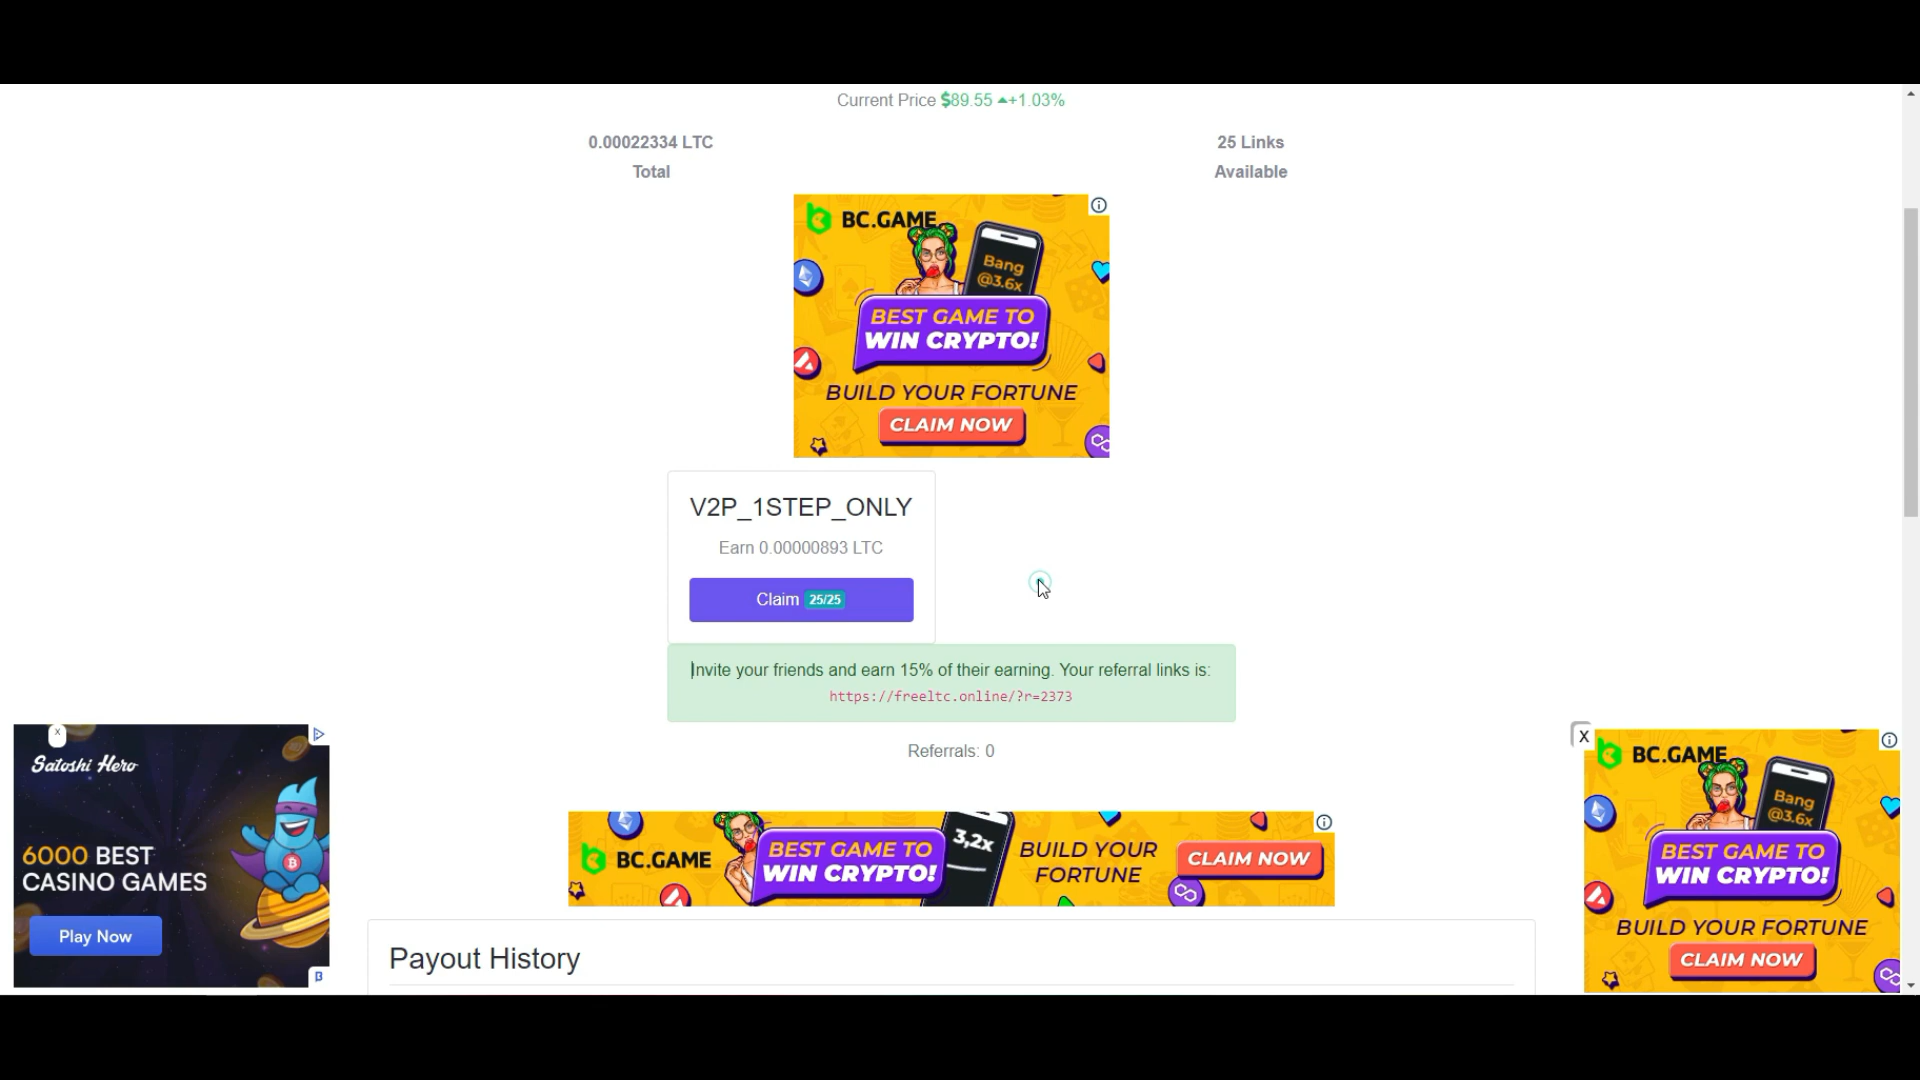 Current Price $89.55 +1.03%
0.00022334 LTC
Total
25 Links
Available
BC.GAME
Bang
@3.6x
BEST GAME TO
WIN CRYPTO!
BUILD YOUR FORTUNE
CLAIM NOW
V2P_1STEP_ONLY
Earn 0.00000893 LTC
Claim 25/25
Invite your friends and earn 15% of their earning. Your referral links is:
https://freeltc.online/?r=2373
Referrals: 0
X
Satoshi Hero
6000 BEST
CASINO GAMES
Play Now
BC.GAME
BEST GAME TO
WIN CRYPTO!
3,2x
BUILD YOUR
FORTUNE
CLAIM NOW
X
BC.GAME
Bang
@3.6x
BEST GAME TO
WIN CRYPTO!
BUILD YOUR FORTUNE
CLAIM NOW
Payout History